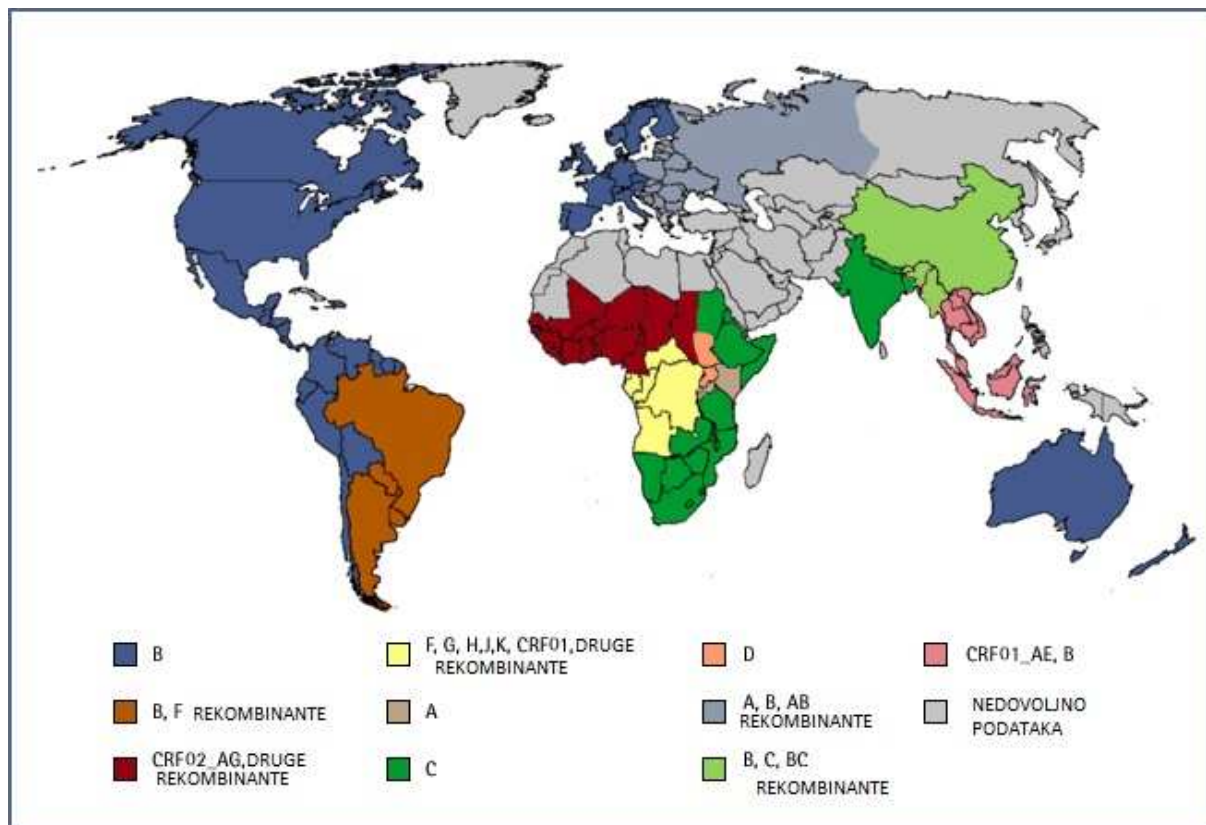 B
B, F REKOMBINANTE
CRF02_AG,DRUGE
REKOMBINANTE
F, G, H,J,K, CRF01,DRUGE
REKOMBINANTE
A
C
D
A, B, AB
REKOMBINANTE
B, C, BC
REKOMBINANTE
CRF01_AE, B
NEDOVOLJNO
PODATAKA